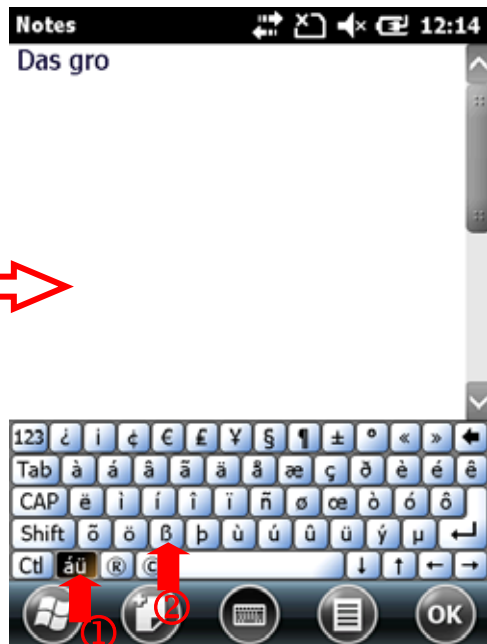 Notes 12:14
Das gro
123 ¿ ¡ ¢ € £ ¥ § ¶ ± º « »
Tab à á â ã ä å æ ç ð è é ê
CAP ë ì í î ï ñ ø œ ò ó ô
Shift õ ö ß þ ù ú û ü ý µ
Ctl áü ® © ↓ ↑ ← →
① ② OK